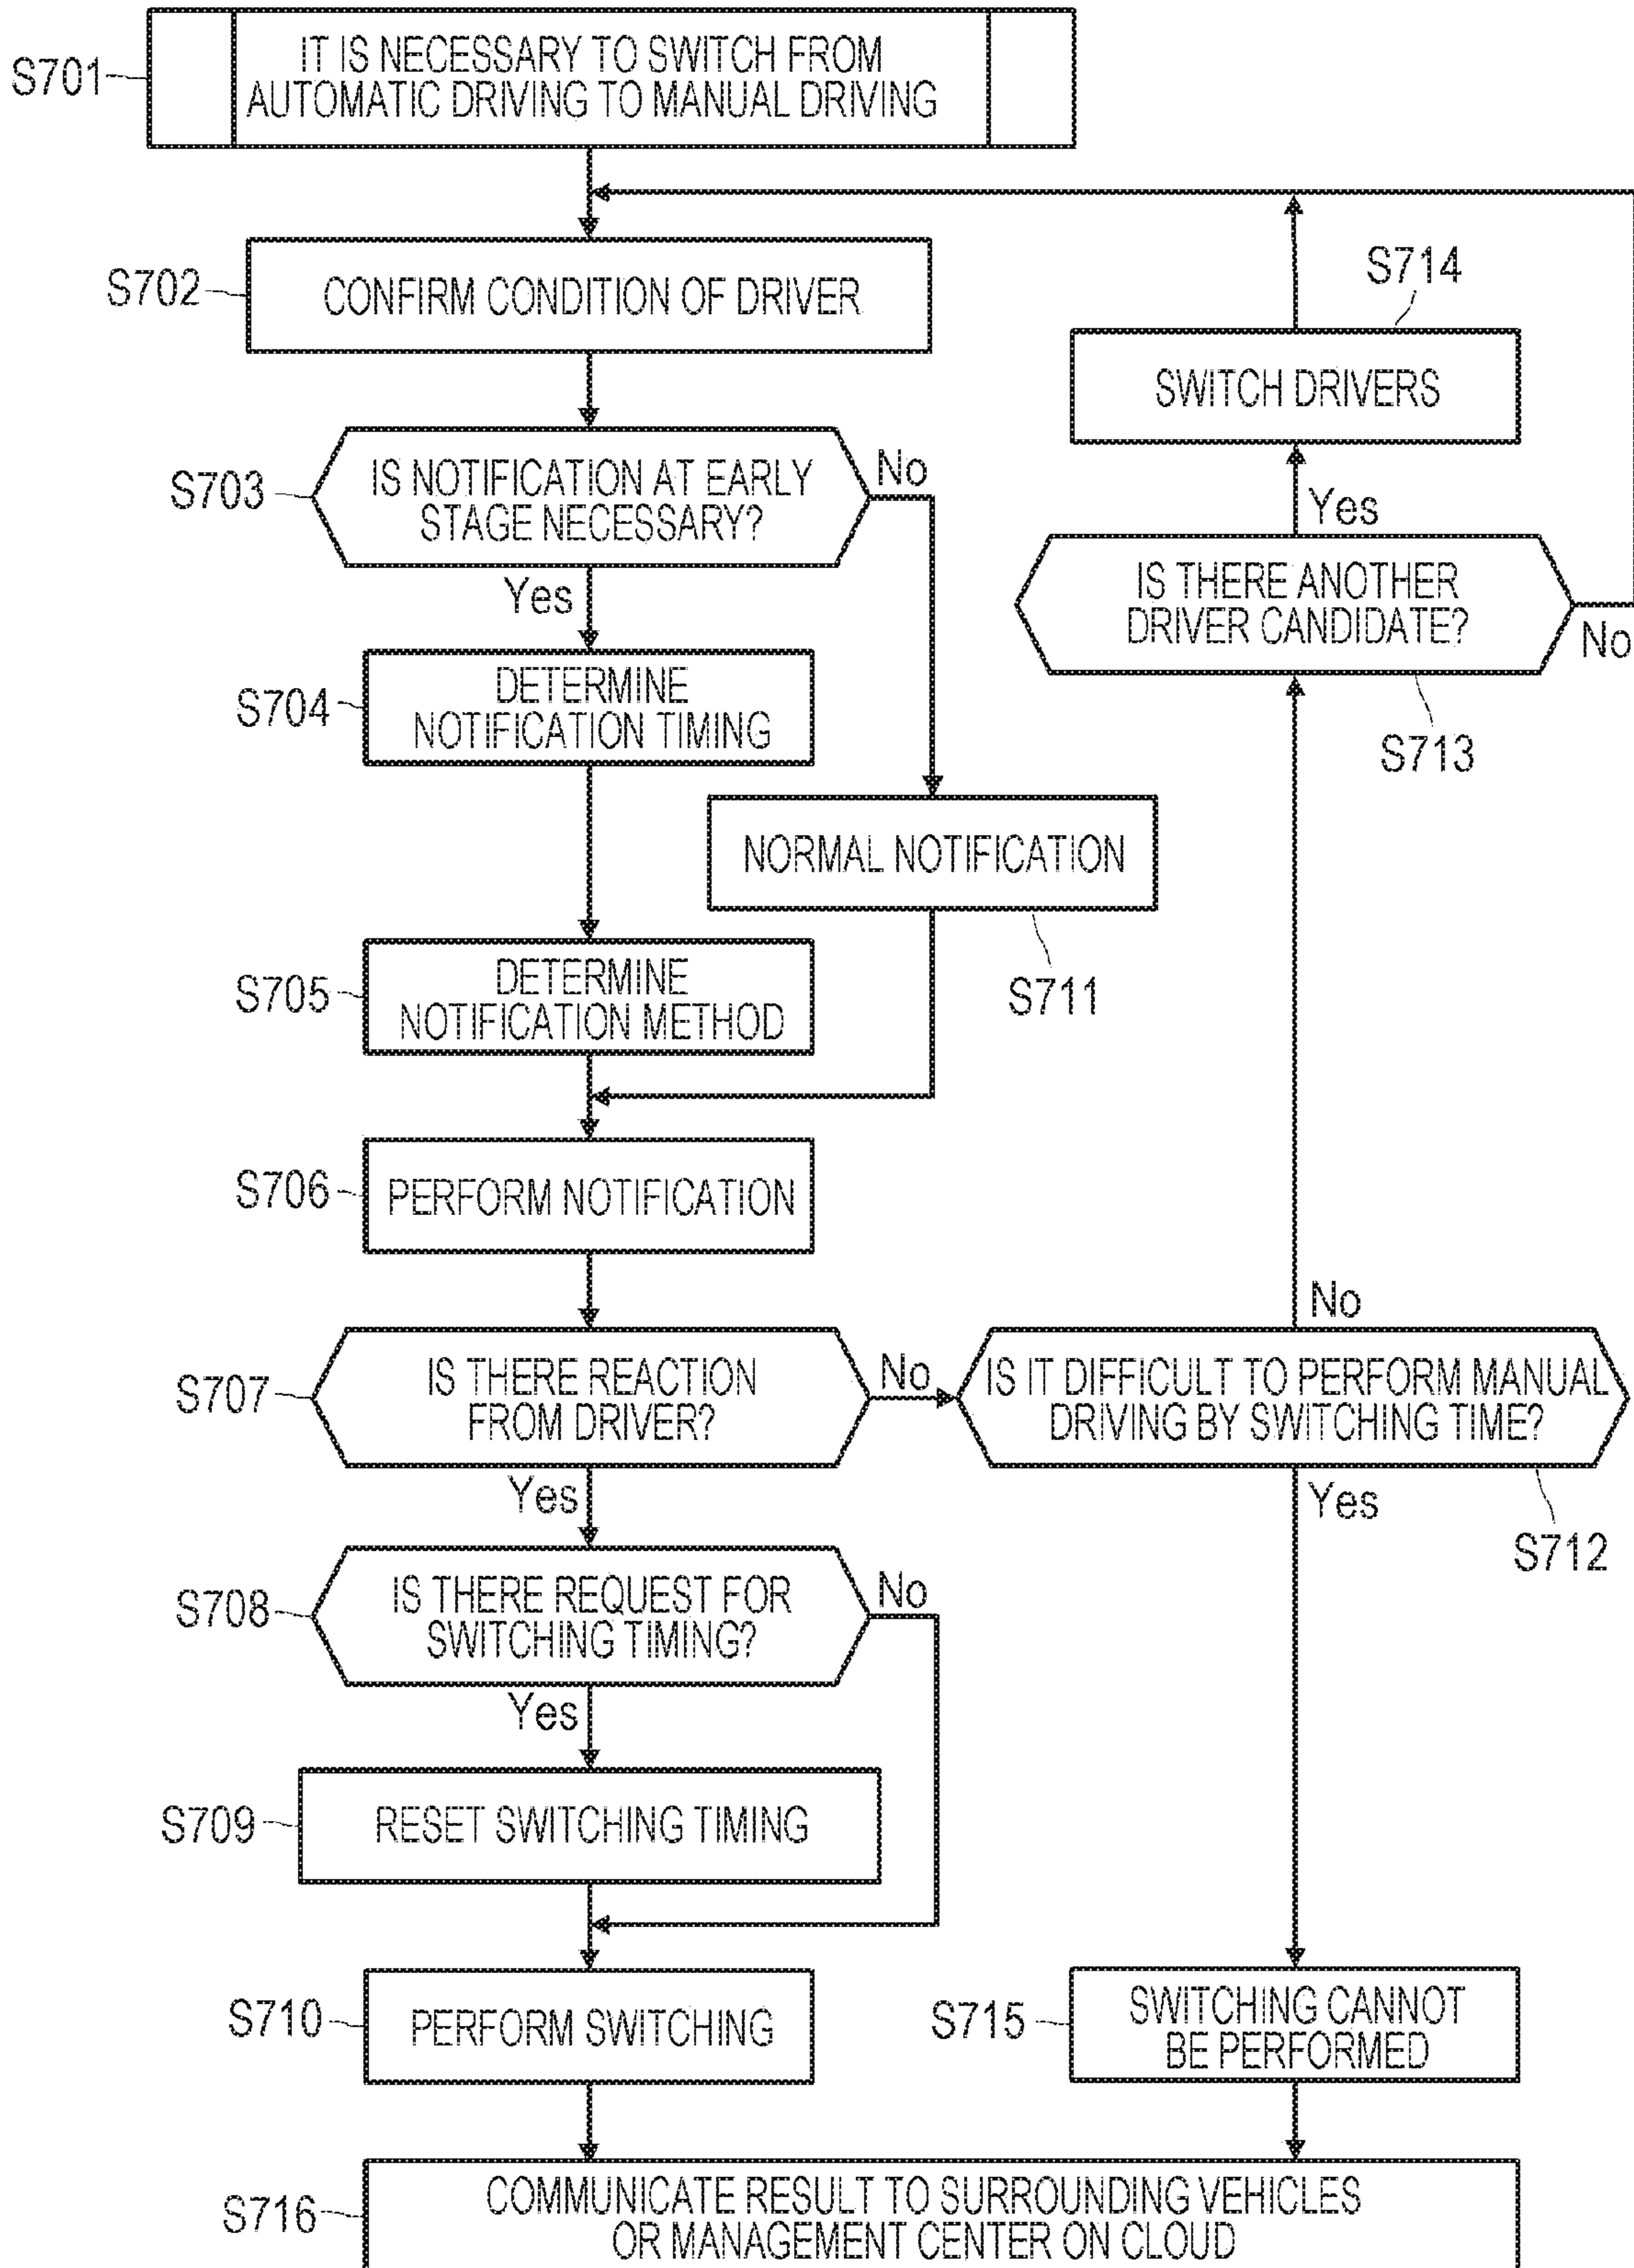 S701
IT IS NECESSARY TO SWITCH FROM
AUTOMATIC DRIVING TO MANUAL DRIVING
S702
CONFIRM CONDITION OF DRIVER
S714
SWITCH DRIVERS
S703
IS NOTIFICATION AT EARLY
STAGE NECESSARY?
No
Yes
Yes
IS THERE ANOTHER
DRIVER CANDIDATE?
No
S713
S704
DETERMINE
NOTIFICATION TIMING
NORMAL NOTIFICATION
S711
S705
DETERMINE
NOTIFICATION METHOD
S706
PERFORM NOTIFICATION
No
S707
IS THERE REACTION
FROM DRIVER?
No
IS IT DIFFICULT TO PERFORM MANUAL
DRIVING BY SWITCHING TIME?
Yes
Yes
S712
S708
IS THERE REQUEST FOR
SWITCHING TIMING?
No
Yes
S709
RESET SWITCHING TIMING
S710
PERFORM SWITCHING
S715
SWITCHING CANNOT
BE PERFORMED
S716
COMMUNICATE RESULT TO SURROUNDING VEHICLES
OR MANAGEMENT CENTER ON CLOUD